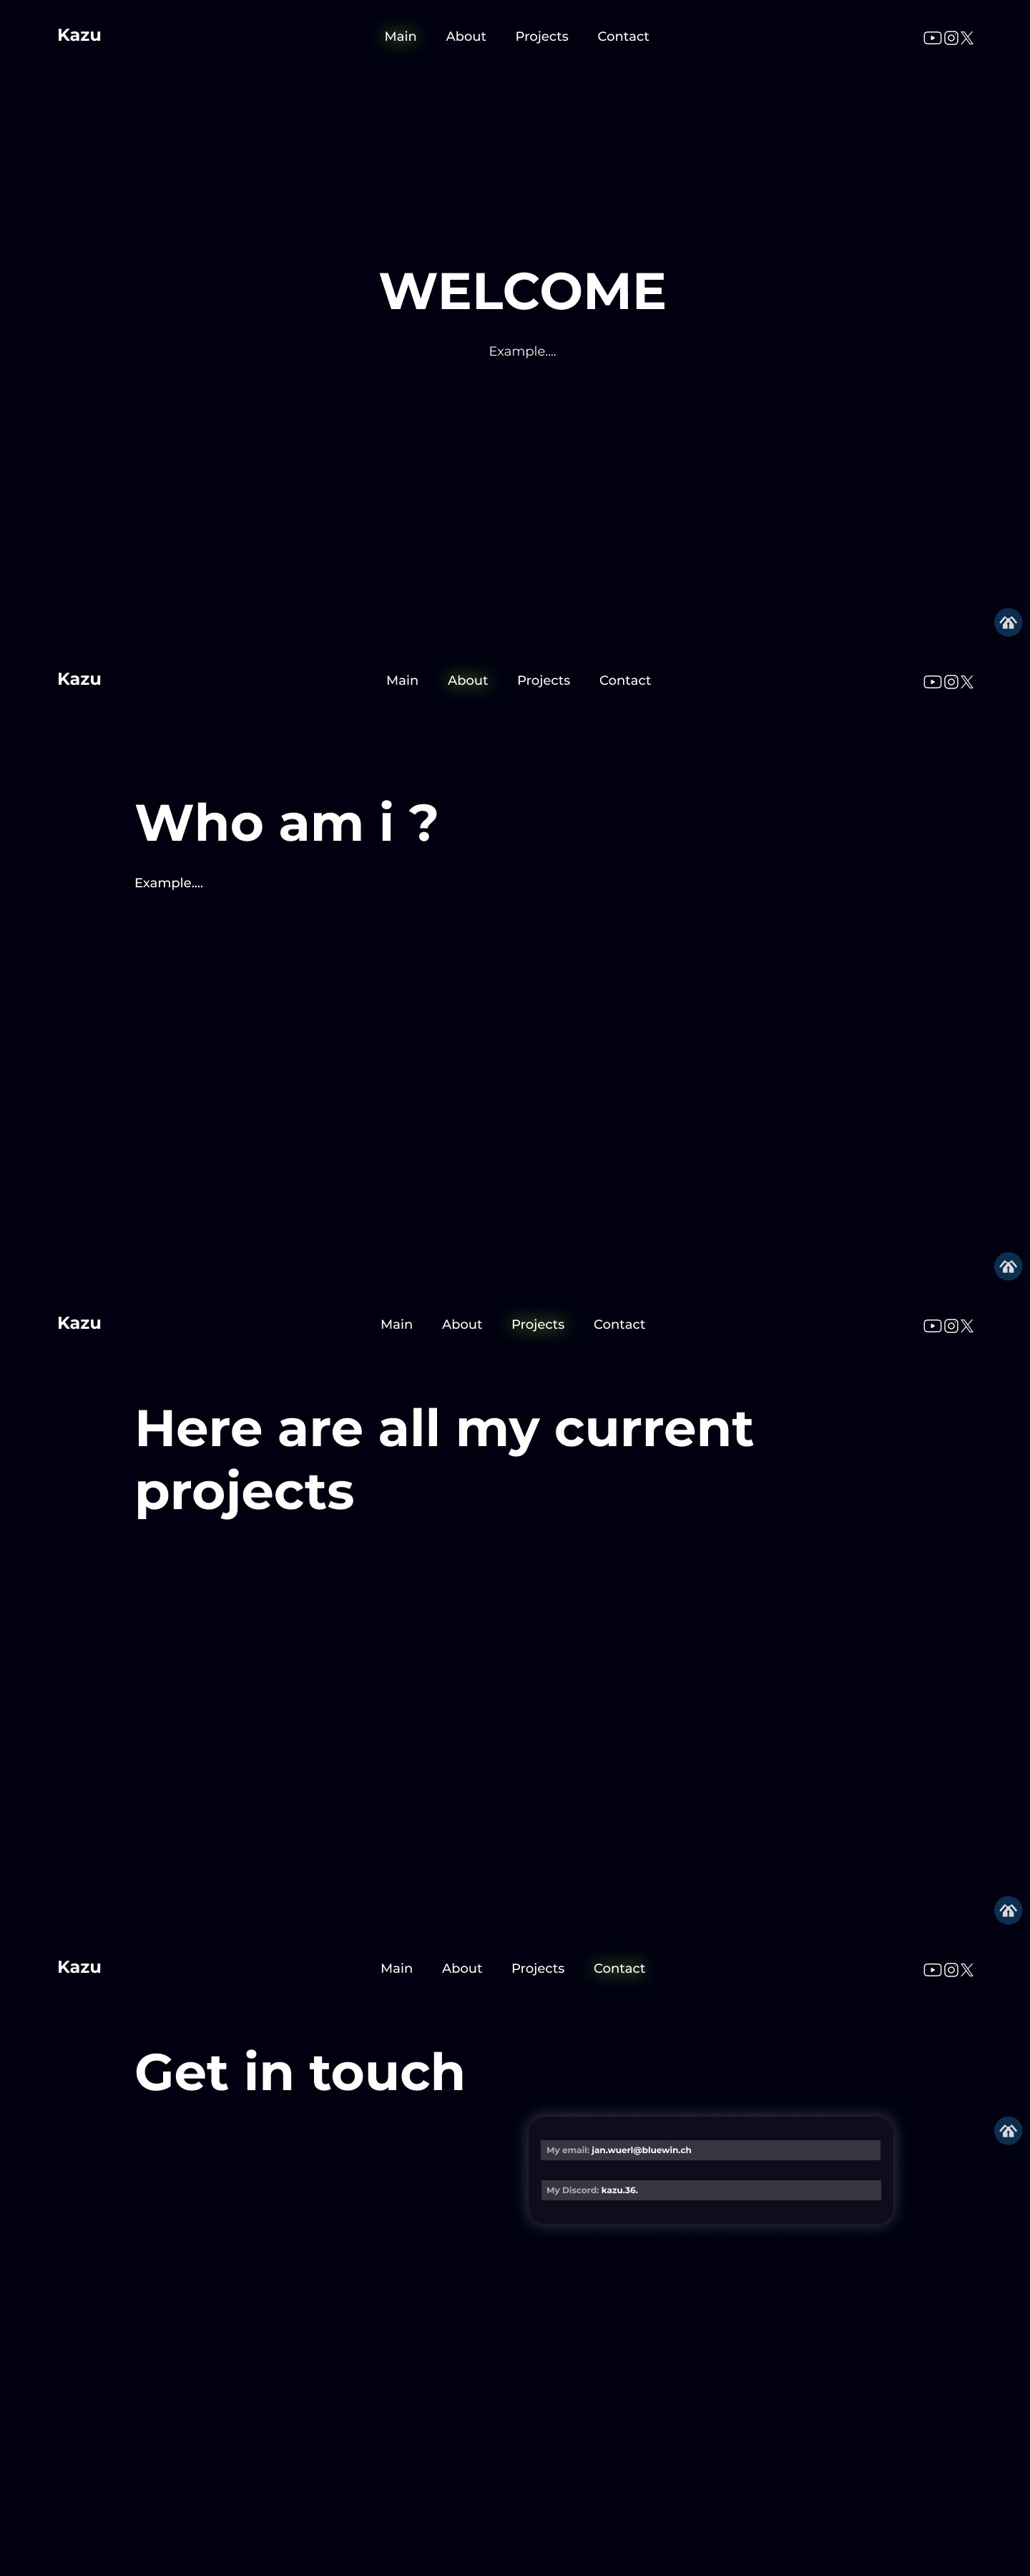 Kazu Main About Projects Contact
WELCOME
Example....
Kazu Main About Projects Contact
Who am i ?
Example....
Kazu Main About Projects Contact
Here are all my current
projects
Kazu Main About Projects Contact
Get in touch
My email: jan.wuerl@bluewin.ch
My Discord: kazu.36.